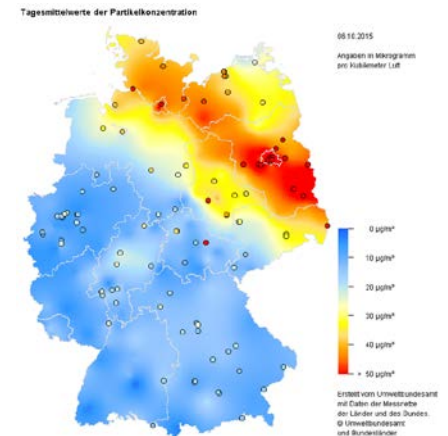 Tagesmittelwerte der Partikelkonzentration
06.10.2015
Angaben in Mikrogramm
pro Kubikmeter Luft
0 µg/m³
10 µg/m³
20 µg/m³
30 µg/m³
40 µg/m³
+ 50 µg/m³
Erstellt vom Umweltbundesamt
mit Daten der Messnetze
der Länder und des Bundes.
© Umweltbundesamt
und Bundesländer